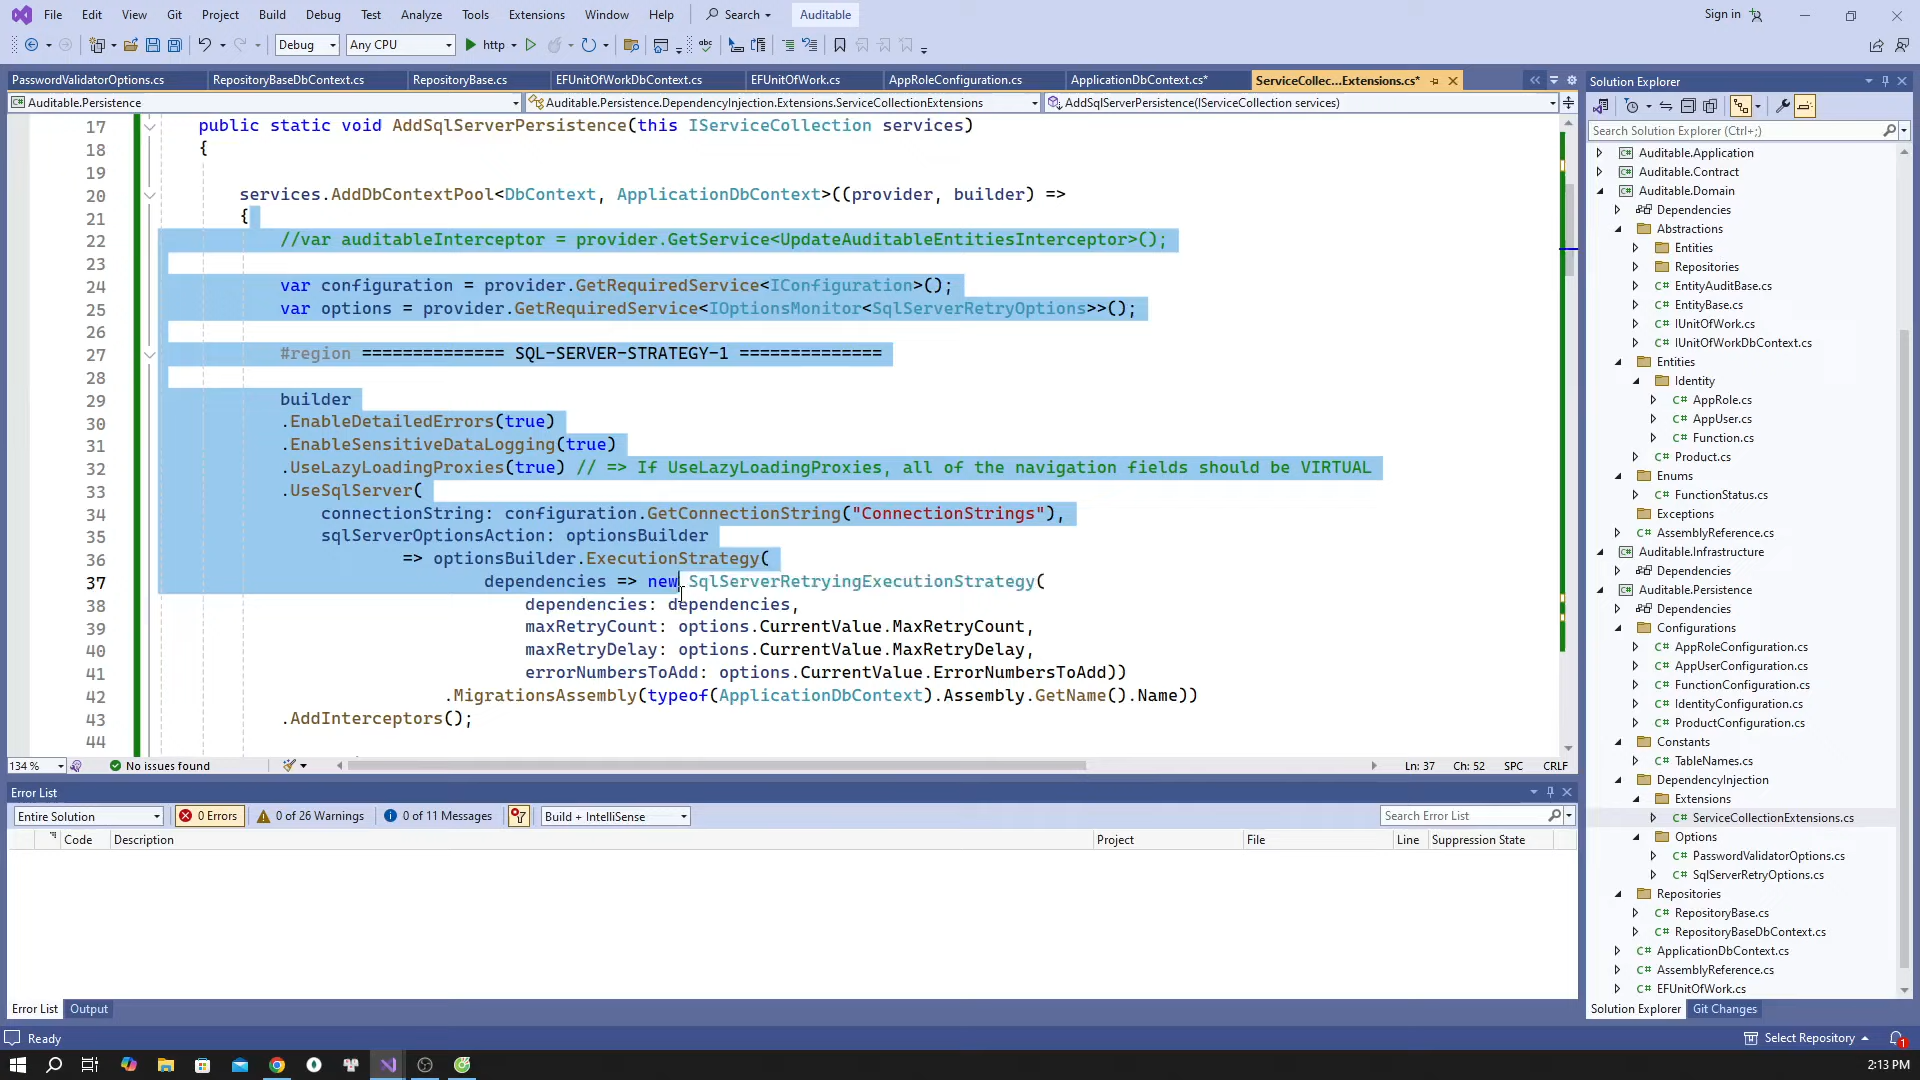 File Edit View Git Project Build Debug Test Analyze Tools Extensions Window Help Search Auditable Sign in
Debug Any CPU http
PasswordValidatorOptions.cs RepositoryBaseDbContext.cs RepositoryBase.cs EFUnitOfWorkDbContext.cs EFUnitOfWork.cs AppRoleConfiguration.cs ApplicationDbContext.cs* ServiceCollec...Extensions.cs*
Auditable.Persistence Auditable.Persistence.DependencyInjection.Extensions.ServiceCollectionExtensions AddSqlServerPersistence(IServiceCollection services)
17 public static void AddSqlServerPersistence(this IServiceCollection services)
18 {
19
20 services.AddDbContextPool<DbContext, ApplicationDbContext>((provider, builder) =>
21 {
22 //var auditableInterceptor = provider.GetService<UpdateAuditableEntitiesInterceptor>();
23
24 var configuration = provider.GetRequiredService<IConfiguration>();
25 var options = provider.GetRequiredService<IOptionsMonitor<SqlServerRetryOptions>>();
26
27 #region ============== SQL-SERVER-STRATEGY-1 ==============
28
29 builder
30 .EnableDetailedErrors(true)
31 .EnableSensitiveDataLogging(true)
32 .UseLazyLoadingProxies(true) // => If UseLazyLoadingProxies, all of the navigation fields should be VIRTUAL
33 .UseSqlServer(
34 connectionString: configuration.GetConnectionString("ConnectionStrings"),
35 sqlServerOptionsAction: optionsBuilder
36 => optionsBuilder.ExecutionStrategy(
37 dependencies => new SqlServerRetryingExecutionStrategy(
38 dependencies: dependencies,
39 maxRetryCount: options.CurrentValue.MaxRetryCount,
40 maxRetryDelay: options.CurrentValue.MaxRetryDelay,
41 errorNumbersToAdd: options.CurrentValue.ErrorNumbersToAdd))
42 .MigrationsAssembly(typeof(ApplicationDbContext).Assembly.GetName().Name))
43 .AddInterceptors();
44
134 % No issues found Ln: 37 Ch: 52 SPC CRLF
Error List
Entire Solution 0 Errors 0 of 26 Warnings 0 of 11 Messages Build + IntelliSense Search Error List
Code Description Project File Line Suppression State
Error List Output
Solution Explorer
Search Solution Explorer (Ctrl+;)
Auditable.Application
Auditable.Contract
Auditable.Domain
Dependencies
Abstractions
Entities
Repositories
EntityAuditBase.cs
EntityBase.cs
IUnitOfWork.cs
IUnitOfWorkDbContext.cs
Entities
Identity
AppRole.cs
AppUser.cs
Function.cs
Product.cs
Enums
FunctionStatus.cs
Exceptions
AssemblyReference.cs
Auditable.Infrastructure
Dependencies
Auditable.Persistence
Dependencies
Configurations
AppRoleConfiguration.cs
AppUserConfiguration.cs
FunctionConfiguration.cs
IdentityConfiguration.cs
ProductConfiguration.cs
Constants
TableNames.cs
DependencyInjection
Extensions
ServiceCollectionExtensions.cs
Options
PasswordValidatorOptions.cs
SqlServerRetryOptions.cs
Repositories
RepositoryBase.cs
RepositoryBaseDbContext.cs
ApplicationDbContext.cs
AssemblyReference.cs
EFUnitOfWork.cs
Solution Explorer Git Changes
Ready Select Repository 1
2:13 PM